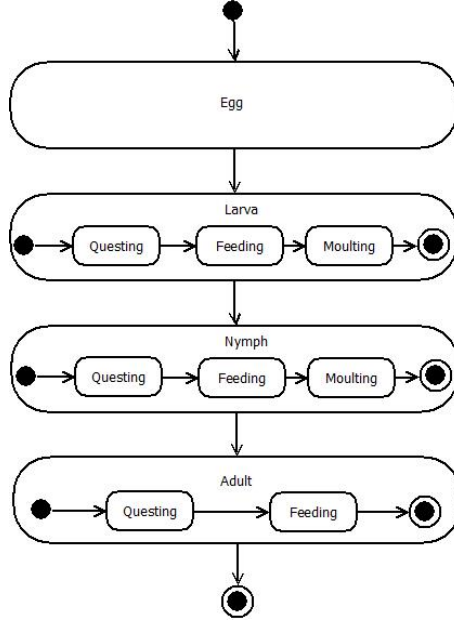 Egg
Larva
Questing Feeding Moulting
Nymph
Questing Feeding Moulting
Adult
Questing Feeding